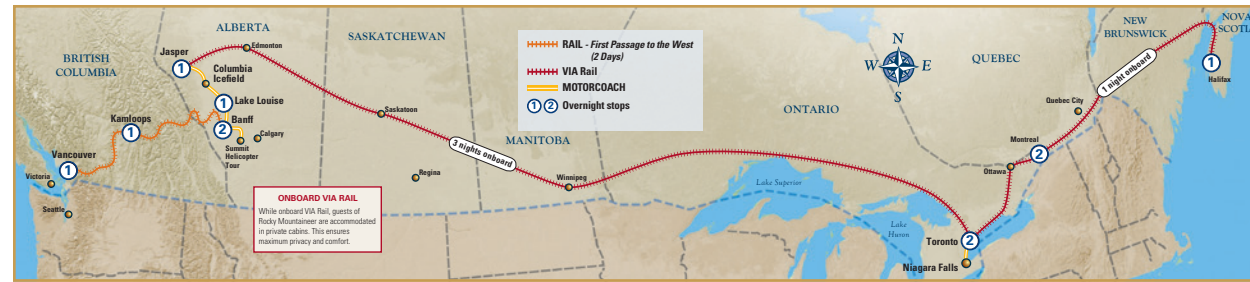 ALBERTA
NOVA
SCOTIA
NEW
BRUNSWICK
Jasper
1
Edmonton
SASKATCHEWAN
RAIL - First Passage to the West
(2 Days)
VIA Rail
MOTORCOACH
1 2 Overnight stops
N
W E
S
QUEBEC
BRITISH
COLUMBIA
Columbia
Icefield
1 night onboard
1
Halifax
1
Lake Louise
Kamloops
1
2
Banff
Saskatoon
ONTARIO
Quebec City
Calgary
Summit
Helicopter
Tour
3 nights onboard
MANITOBA
Montreal
2
Vancouver
1
Victoria
Regina
Winnipeg
Ottawa
Lake Superior
Seattle
ONBOARD VIA RAIL
While onboard VIA Rail, guests of
Rocky Mountaineer are accommodated
in private cabins. This ensures
maximum privacy and comfort.
Lake
Huron
Toronto
2
Niagara Falls